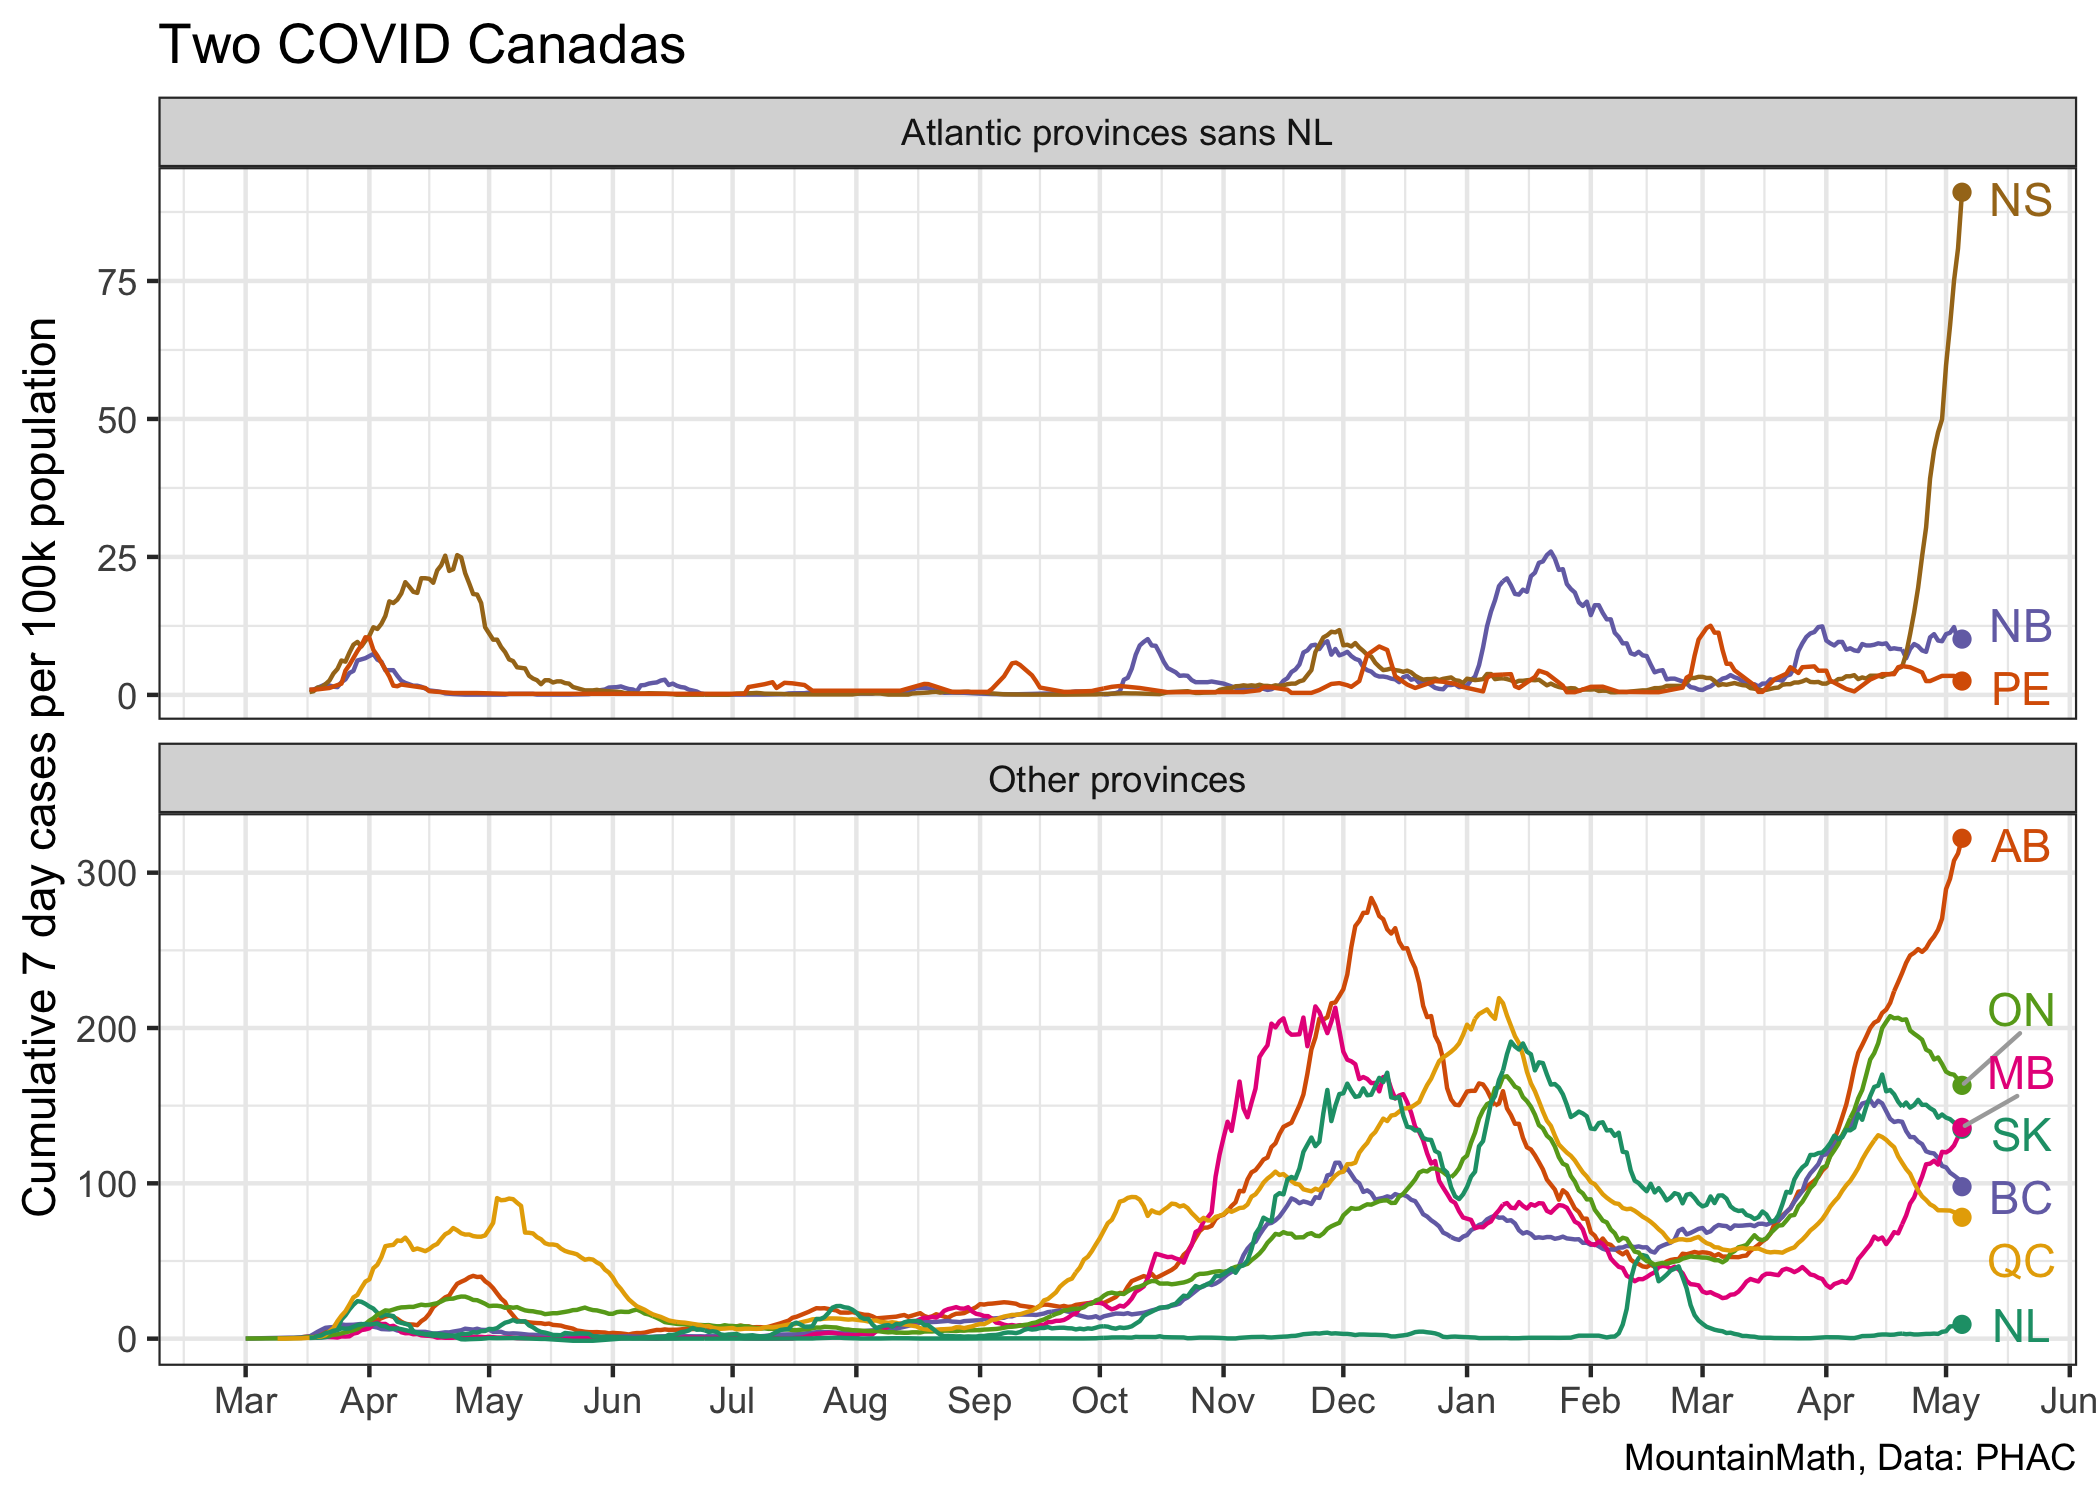 Two COVID Canadas
Atlantic provinces sans NL
Cumulative 7 day cases per 100k population
75
50
25
0
NS
NB
PE
Other provinces
300
200
100
0
AB
ON
MB
SK
BC
QC
NL
Mar Apr May Jun Jul Aug Sep Oct Nov Dec Jan Feb Mar Apr May Jun
MountainMath, Data: PHAC